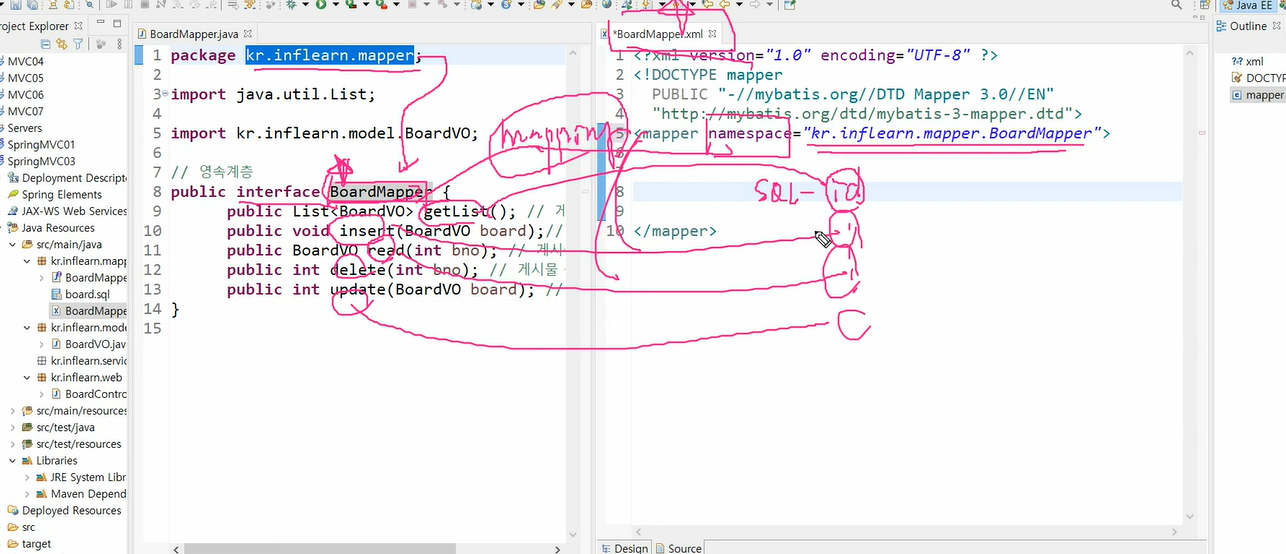 Java EE
roject Explorer
MVC04
MVC05
MVC06
MVC07
Servers
SpringMVC01
SpringMVC03
Deployment Descripto
Spring Elements
JAX-WS Web Services
Java Resources
src/main/java
kr.inflearn.mapp
BoardMappe
board.sql
BoardMappe
kr.inflearn.mode
BoardVO.java
kr.inflearn.servic
kr.inflearn.web
BoardContro
src/main/resources
src/test/java
src/test/resources
Libraries
JRE System Libr
Maven Depend
Deployed Resources
src
target
BoardMapper.java
1 package kr.inflearn.mapper;
2
3 import java.util.List;
4
5 import kr.inflearn.model.BoardVO;
6
7 // 영속계층
8 public interface BoardMapper {
9 public List<BoardVO> getList(); // 게
10 public void insert(BoardVO board);//
11 public BoardVO read(int bno); // 게시
12 public int delete(int bno); // 게시물
13 public int update(BoardVO board); //
14 }
15
mapping
*BoardMapper.xml
1 <?xml version="1.0" encoding="UTF-8" ?>
2 <!DOCTYPE mapper
3 PUBLIC "-//mybatis.org//DTD Mapper 3.0//EN"
4 "http://mybatis.org/dtd/mybatis-3-mapper.dtd">
5 <mapper namespace="kr.inflearn.mapper.BoardMapper">
6
8
SQL - id
9
10 </mapper>
Design
Source
Outline
xml
DOCTYP
mapper